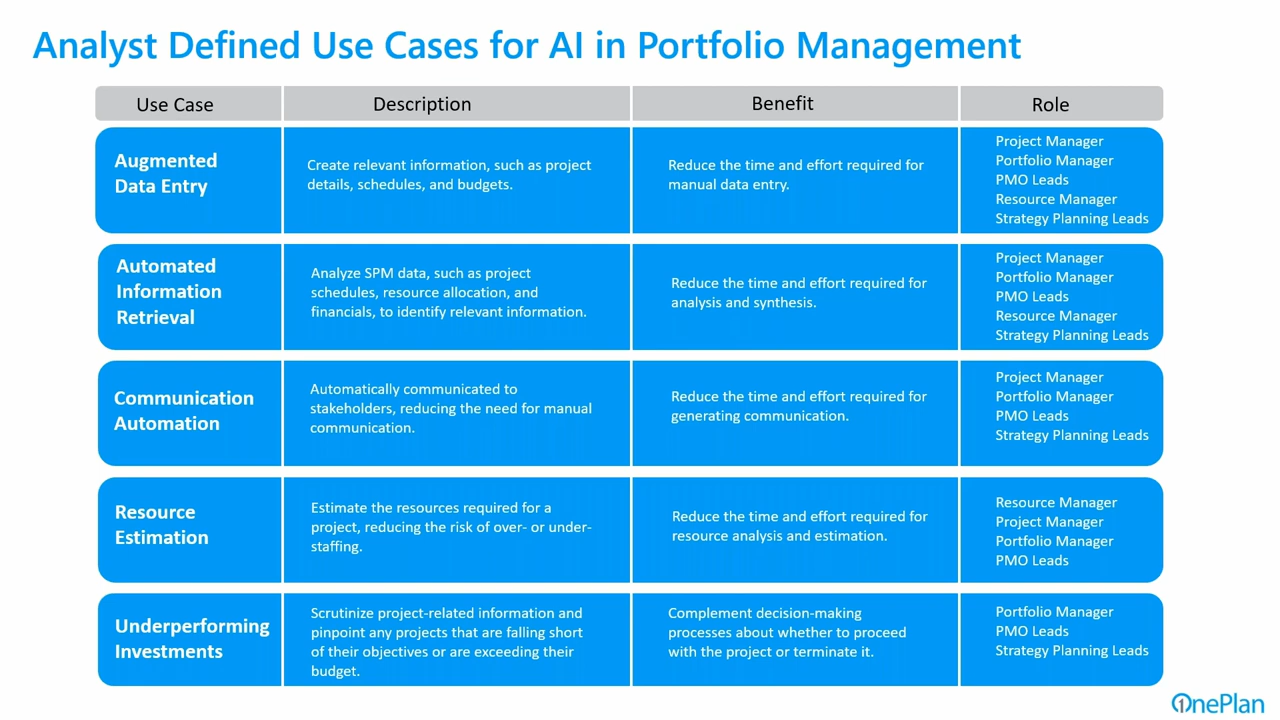 Analyst Defined Use Cases for AI in Portfolio Management
Use Case
Description
Benefit
Role
Augmented
Data Entry
Create relevant information, such as project
details, schedules, and budgets.
Reduce the time and effort required for
manual data entry.
Project Manager
Portfolio Manager
PMO Leads
Resource Manager
Strategy Planning Leads
Automated
Information
Retrieval
Analyze SPM data, such as project
schedules, resource allocation, and
financials, to identify relevant information.
Reduce the time and effort required for
analysis and synthesis.
Project Manager
Portfolio Manager
PMO Leads
Resource Manager
Strategy Planning Leads
Communication
Automation
Automatically communicated to
stakeholders, reducing the need for manual
communication.
Reduce the time and effort required for
generating communication.
Project Manager
Portfolio Manager
PMO Leads
Strategy Planning Leads
Resource
Estimation
Estimate the resources required for a
project, reducing the risk of over- or under-
staffing.
Reduce the time and effort required for
resource analysis and estimation.
Resource Manager
Project Manager
Portfolio Manager
PMO Leads
Underperforming
Investments
Scrutinize project-related information and
pinpoint any projects that are falling short
of their objectives or are exceeding their
budget.
Complement decision-making
processes about whether to proceed
with the project or terminate it.
Portfolio Manager
PMO Leads
Strategy Planning Leads
OnePlan